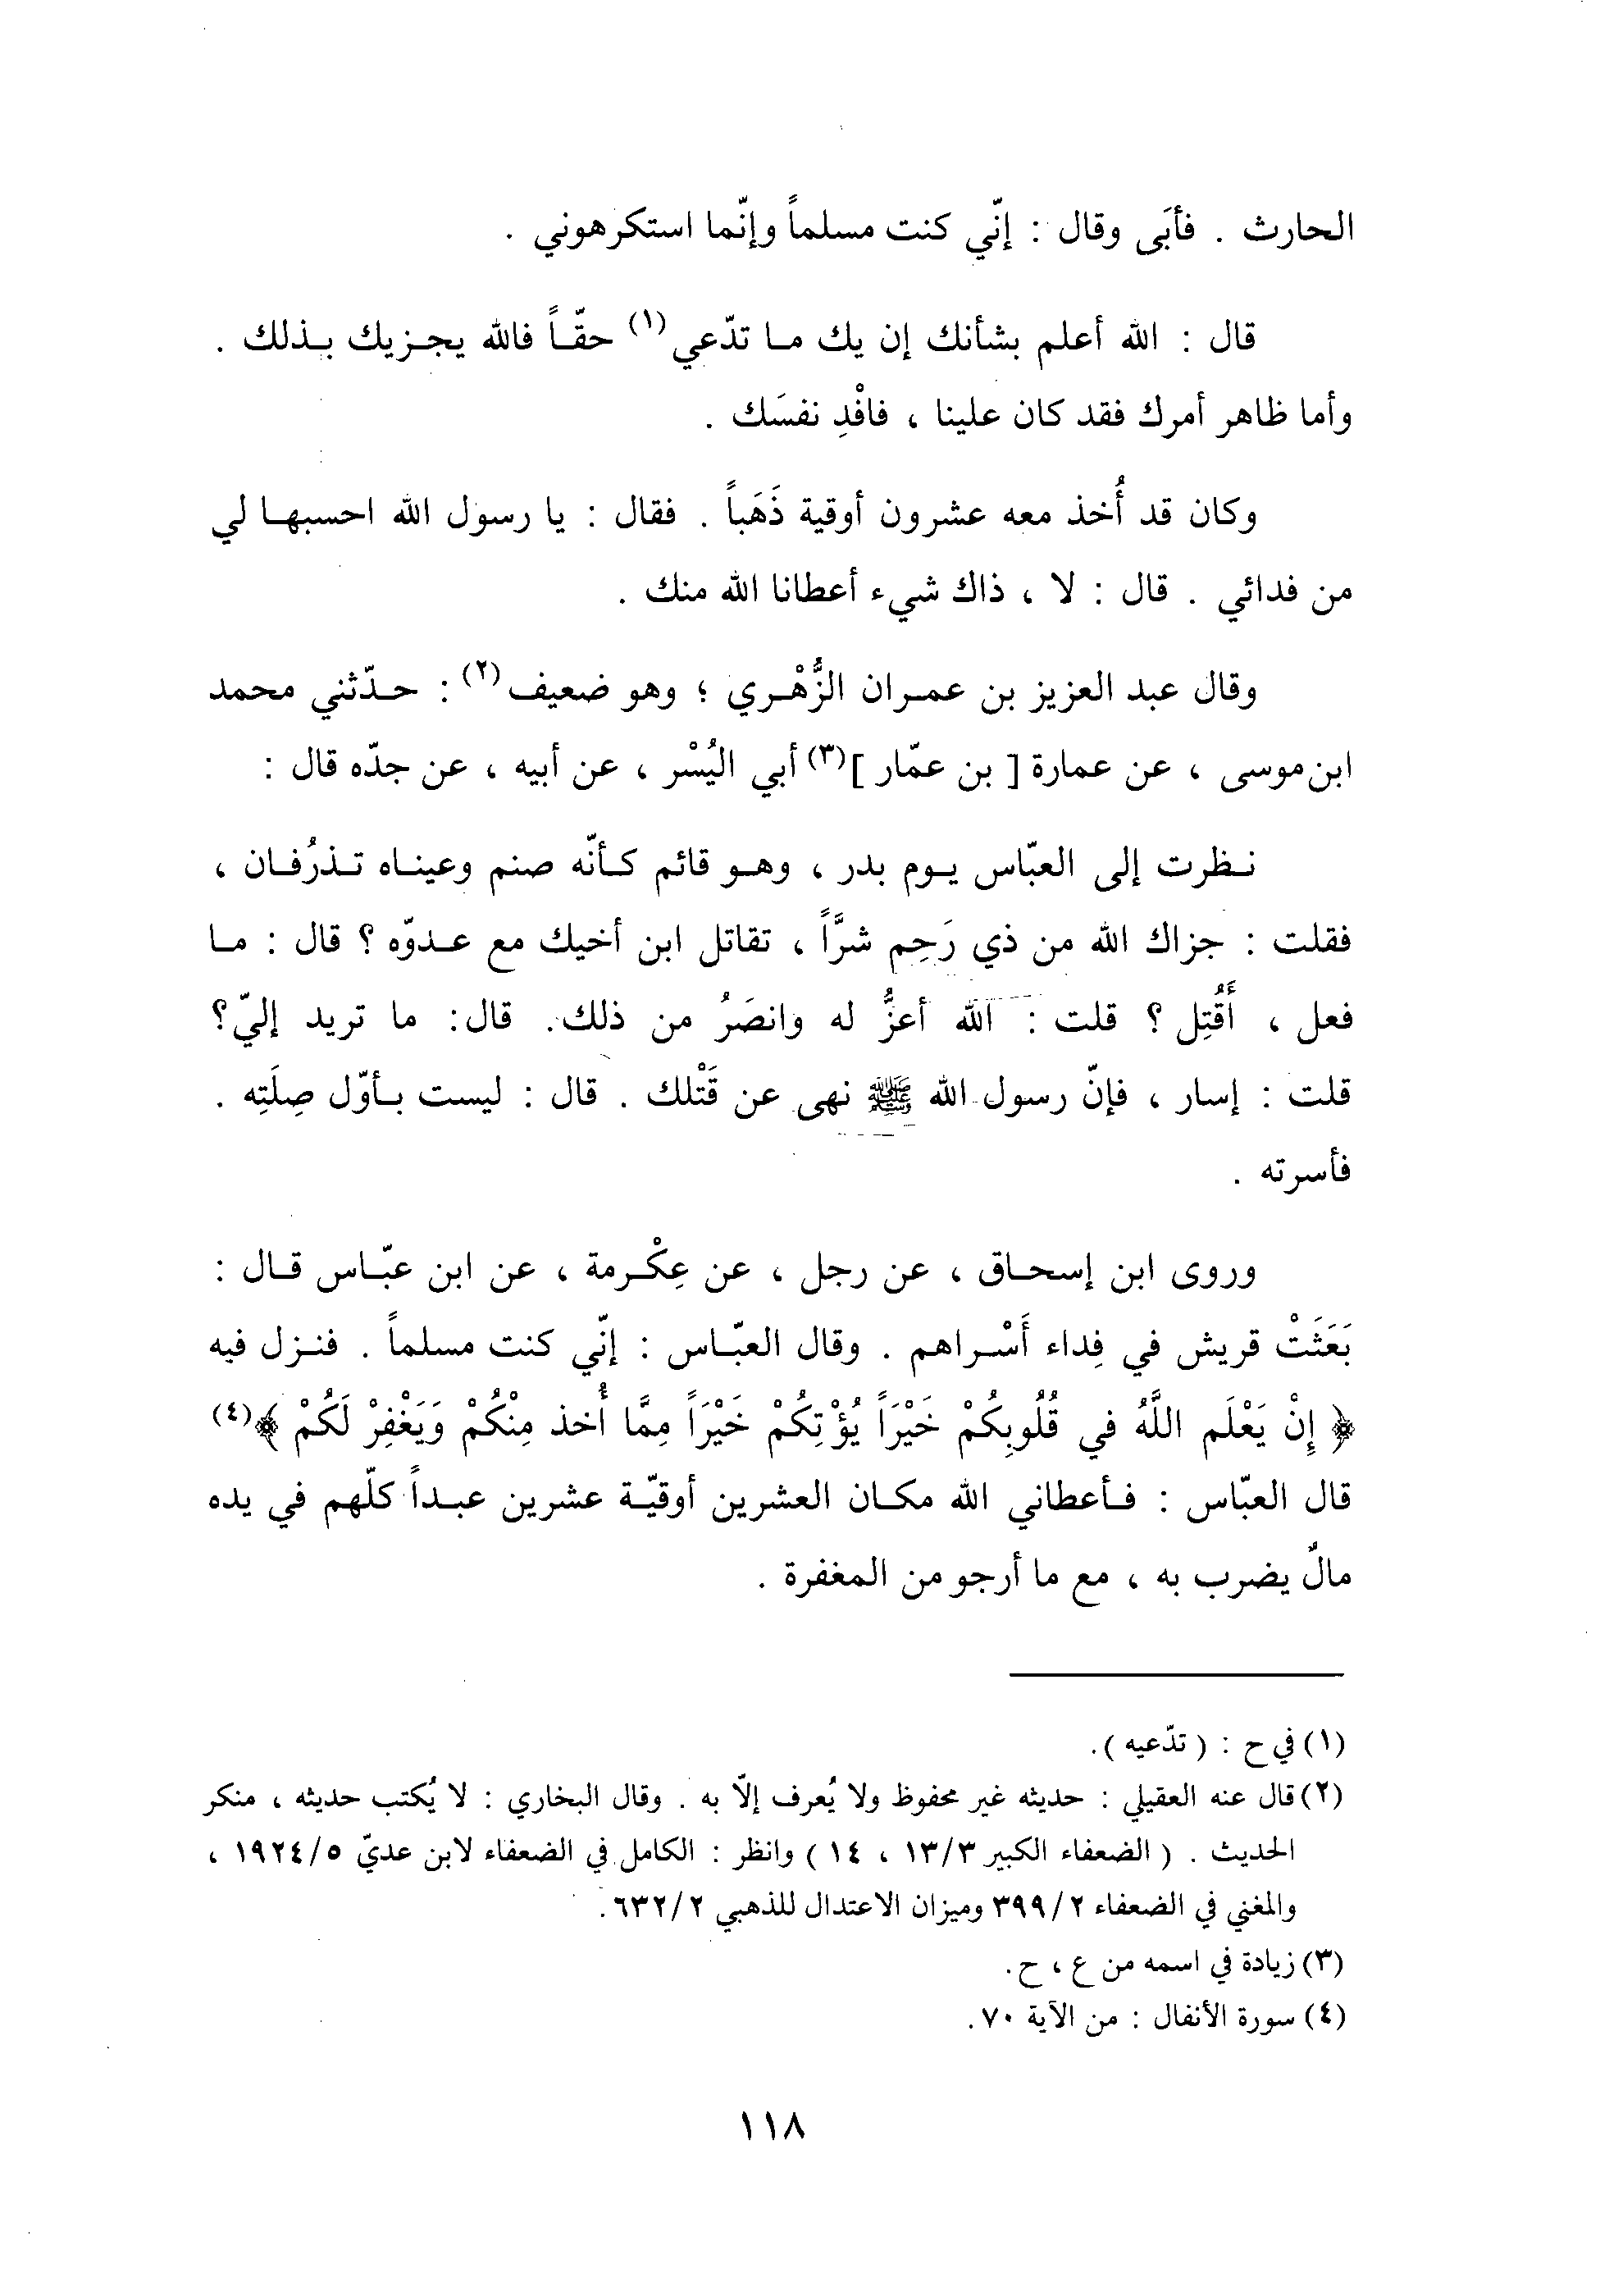 الحارث . فأبَى وقال : إنّي كنت مسلماً وإنّما استكرهوني .
قال : الله أعلم بشأنك إن يك ما تدّعي(١) حقّاً فالله يجزيك بذلك .
وأما ظاهر أمرك فقد كان علينا ، فافْدِ نفسَك .
وكان قد أُخذ معه عشرون أوقية ذَهَباً . فقال : يا رسول الله احسبها لي
من فدائي . قال : لا ، ذاك شيء أعطانا الله منك .
وقال عبد العزيز بن عمران الزُّهْري ؛ وهو ضعيف(٢) : حدّثني محمد
ابن موسى ، عن عمارة [ بن عمّار ](٣) أبي اليُسْر ، عن أبيه ، عن جدّه قال :
نظرت إلى العبّاس يوم بدر ، وهو قائم كأنّه صنم وعيناه تذرُفان ،
فقلت : جزاك الله من ذي رَحِم شرَّاً ، تقاتل ابن أخيك مع عدوّه ؟ قال : ما
فعل ، أَقُتِل ؟ قلت : الله أعزُّ له وانصَرُ من ذلك. قال: ما تريد إليّ؟
قلت : إسار ، فإنّ رسول الله ﷺ نهى عن قَتْلك . قال : ليست بأوّل صِلَتِه .
فأسرته .
وروى ابن إسحاق ، عن رجل ، عن عِكْرمة ، عن ابن عبّاس قال :
بَعَثَتْ قريش في فِداء أَسْراهم . وقال العبّاس : إنّي كنت مسلماً . فنزل فيه
﴿ إِنْ يَعْلَم اللَّهُ في قُلُوبِكُمْ خَيْرَاً يُؤْتِكُمْ خَيْرَاً مِمَّا أُخذ مِنْكُمْ وَيَغْفِرْ لَكُمْ ﴾(٤)
قال العبّاس : فأعطاني الله مكان العشرين أوقيّة عشرين عبداً كلّهم في يده
مالٌ يضرب به ، مع ما أرجو من المغفرة .
(١) في ح : ( تدّعيه ).
(٢) قال عنه العقيلي : حديثه غير محفوظ ولا يُعرف إلّا به . وقال البخاري : لا يُكتب حديثه ، منكر
الحديث . ( الضعفاء الكبير ١٣/٣ ، ١٤ ) وانظر : الكامل في الضعفاء لابن عديّ ١٩٢٤/٥ ،
والمغني في الضعفاء ٣٩٩/٢ وميزان الاعتدال للذهبي ٦٣٢/٢.
(٣) زيادة في اسمه من ع ، ح.
(٤) سورة الأنفال : من الآية ٧٠.
١١٨